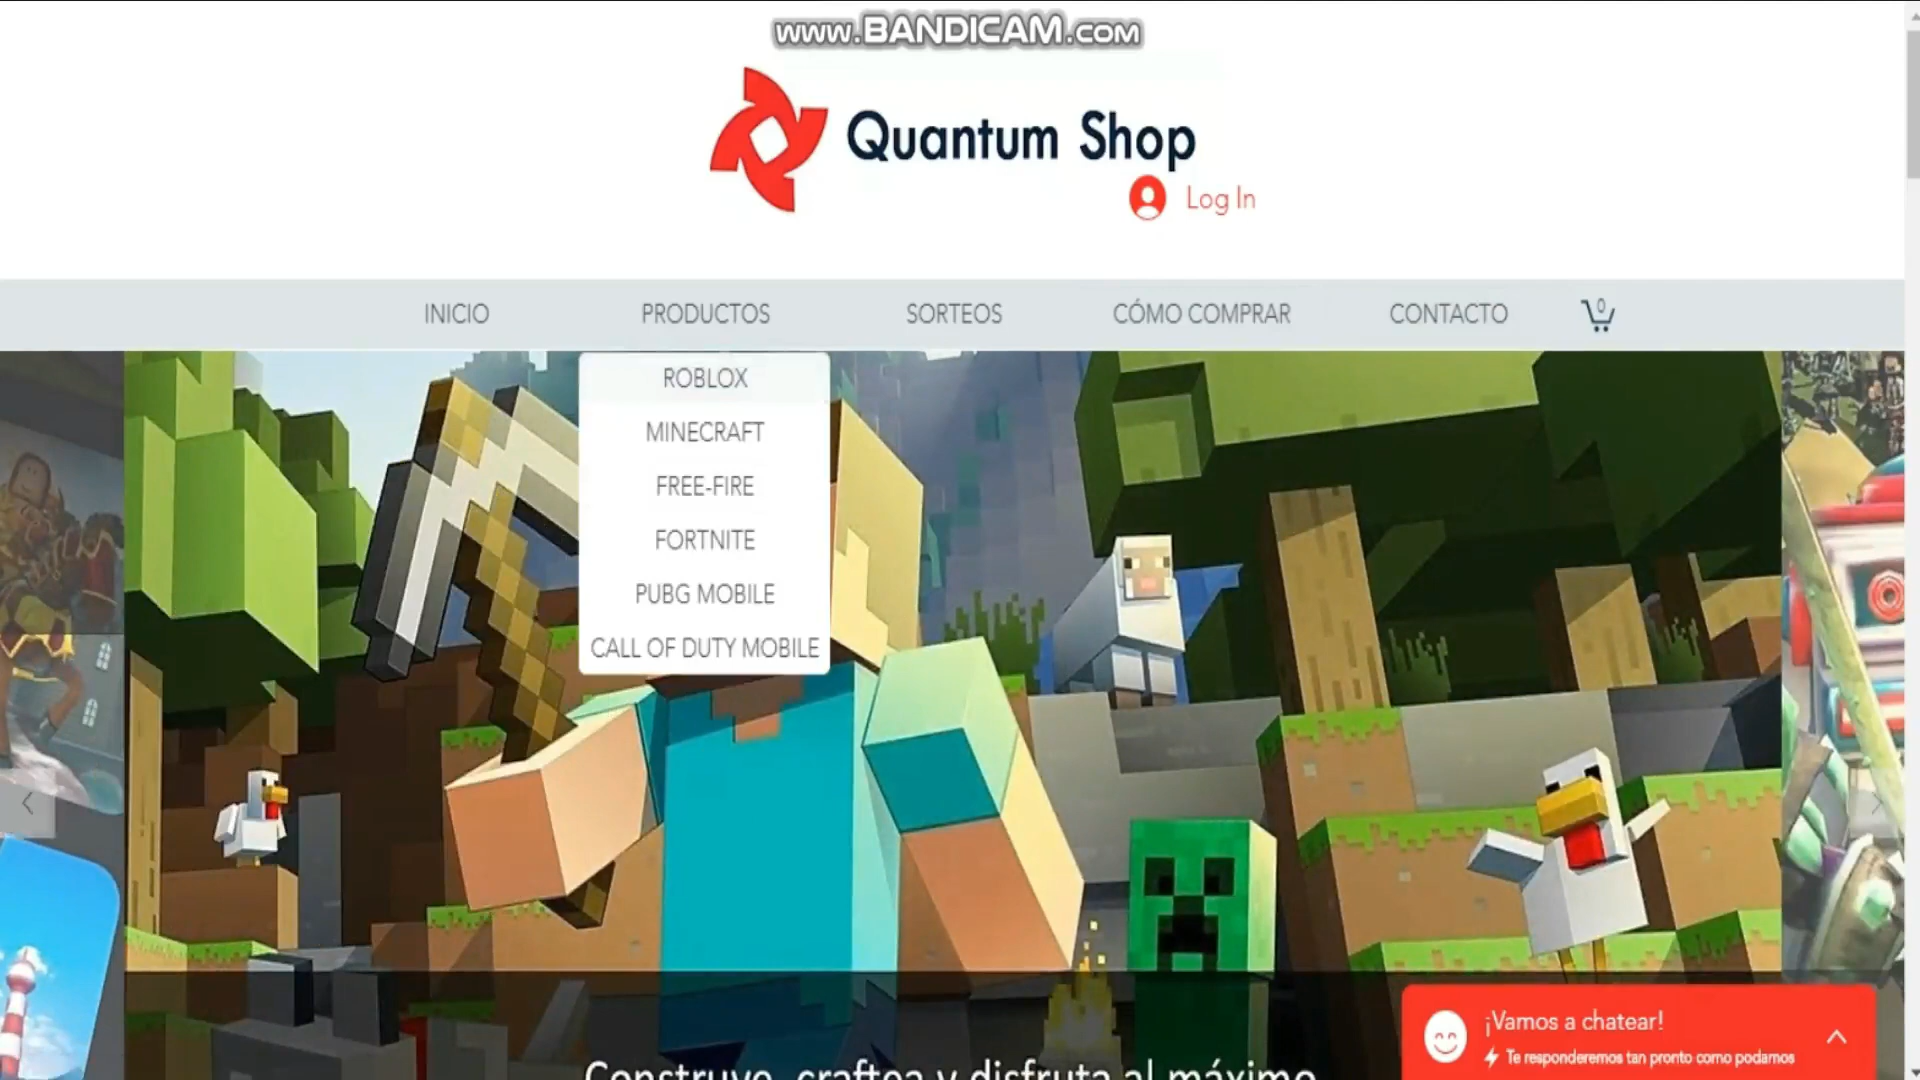 www.BANDICAM.com
Quantum Shop
Log In
INICIO PRODUCTOS SORTEOS CÓMO COMPRAR CONTACTO 0
ROBLOX
MINECRAFT
FREE-FIRE
FORTNITE
PUBG MOBILE
CALL OF DUTY MOBILE
¡Vamos a chatear!
Te responderemos tan pronto como podamos
Construye, craftea y disfruta al máximo